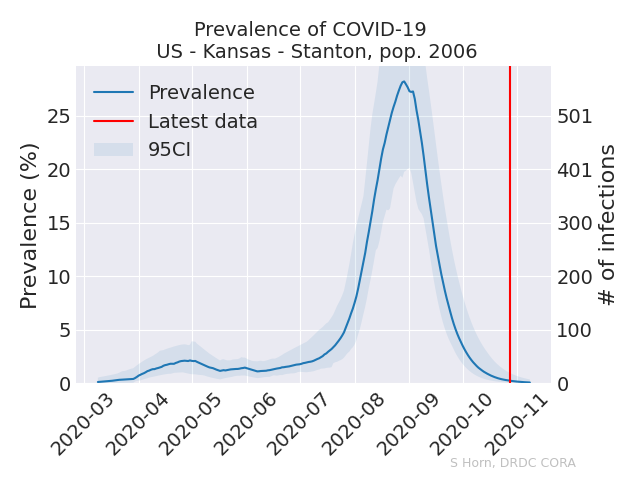 Prevalence of COVID-19
US - Kansas - Stanton, pop. 2006
Prevalence
Latest data
95CI
Prevalence (%)
25
20
15
10
5
0
# of infections
501
401
300
200
100
0
2020-03
2020-04
2020-05
2020-06
2020-07
2020-08
2020-09
2020-10
2020-11
S Horn, DRDC CORA